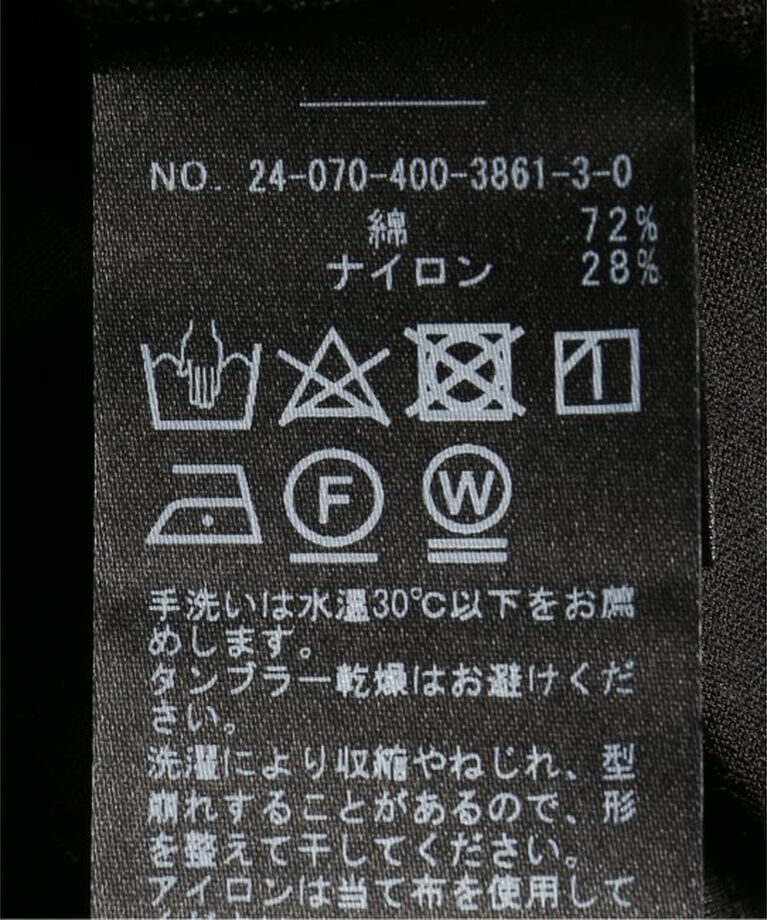 NO. 24-070-400-3861-3-0
綿 72%
ナイロン 28%
F W
手洗いは水温30℃以下をお薦
めします。
タンブラー乾燥はお避けくだ
さい。
洗濯により収縮やねじれ、型
崩れすることがあるので、形
を整えて干してください。
アイロンは当て布を使用して